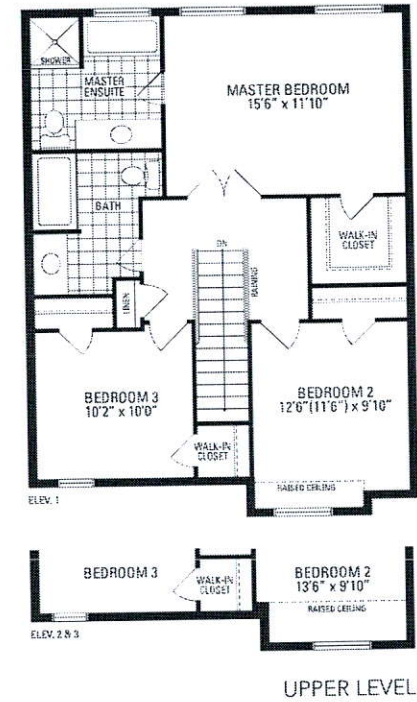 SHOWER
MASTER
ENSUITE
MASTER BEDROOM
15'6" x 11'10"
BATH
WALK-IN
CLOSET
DN
RAILING
LINEN
BEDROOM 3
10'2" x 10'0"
BEDROOM 2
12'6"(11'6") x 9'10"
WALK-IN
CLOSET
RAISED CEILING
ELEV. 1
BEDROOM 3
WALK-IN
CLOSET
BEDROOM 2
13'6" x 9'10"
RAISED CEILING
ELEV. 2 & 3
UPPER LEVEL